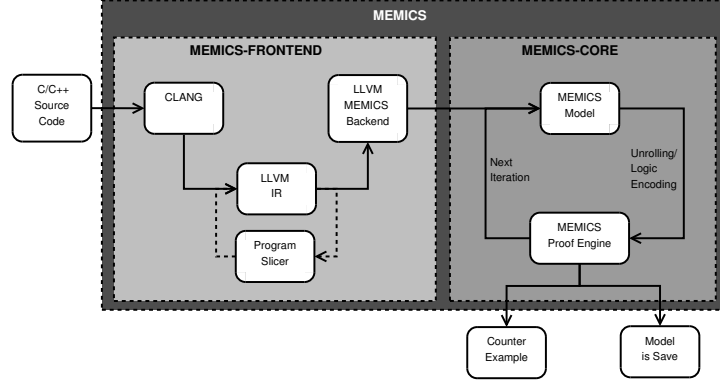 MEMICS
MEMICS-FRONTEND
MEMICS-CORE
C/C++
Source
Code
CLANG
LLVM
MEMICS
Backend
MEMICS
Model
LLVM
IR
Next
Iteration
Unrolling/
Logic
Encoding
Program
Slicer
MEMICS
Proof Engine
Counter
Example
Model
is Save